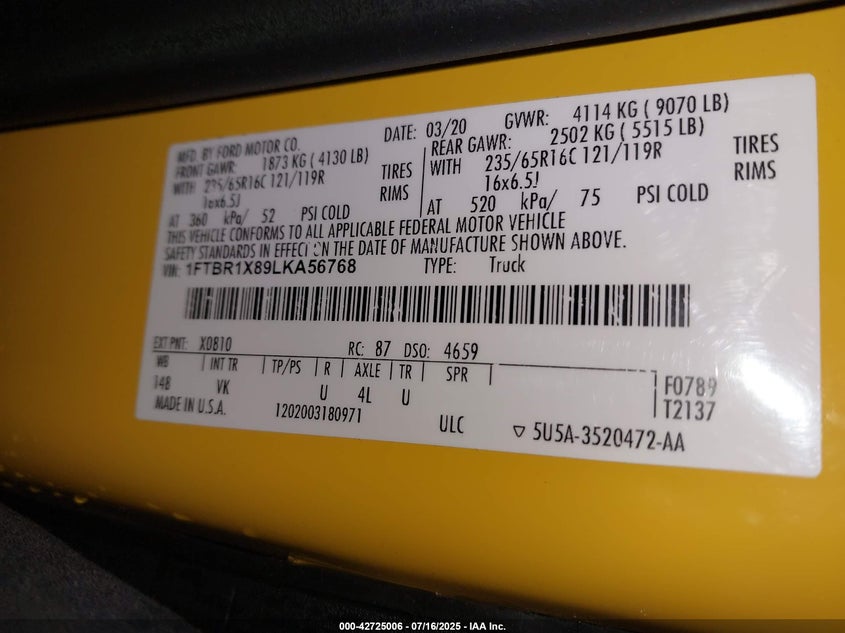 MFD. BY FORD MOTOR CO.
DATE: 03/20 GVWR: 4114 KG ( 9070 LB)
FRONT GAWR: 1873 KG ( 4130 LB)
REAR GAWR: 2502 KG ( 5515 LB)
WITH 235/65R16C 121/119R TIRES
WITH 235/65R16C 121/119R TIRES
16x6.5J RIMS
16x6.5J RIMS
AT 360 kPa/ 52 PSI COLD
AT 520 kPa/ 75 PSI COLD
THIS VEHICLE CONFORMS TO ALL APPLICABLE FEDERAL MOTOR VEHICLE
SAFETY STANDARDS IN EFFECT ON THE DATE OF MANUFACTURE SHOWN ABOVE.
VIN: 1FTBR1X89LKA56768 TYPE: Truck
EXT PNT: X0810 RC: 87 DSO: 4659
WB INT TR TP/PS R AXLE TR SPR
148 VK U 4L U
F0789
T2137
MADE IN U.S.A. 1202003180971 ULC ▽ 5U5A-3520472-AA
000-42725006 - 07/16/2025 - IAA Inc.